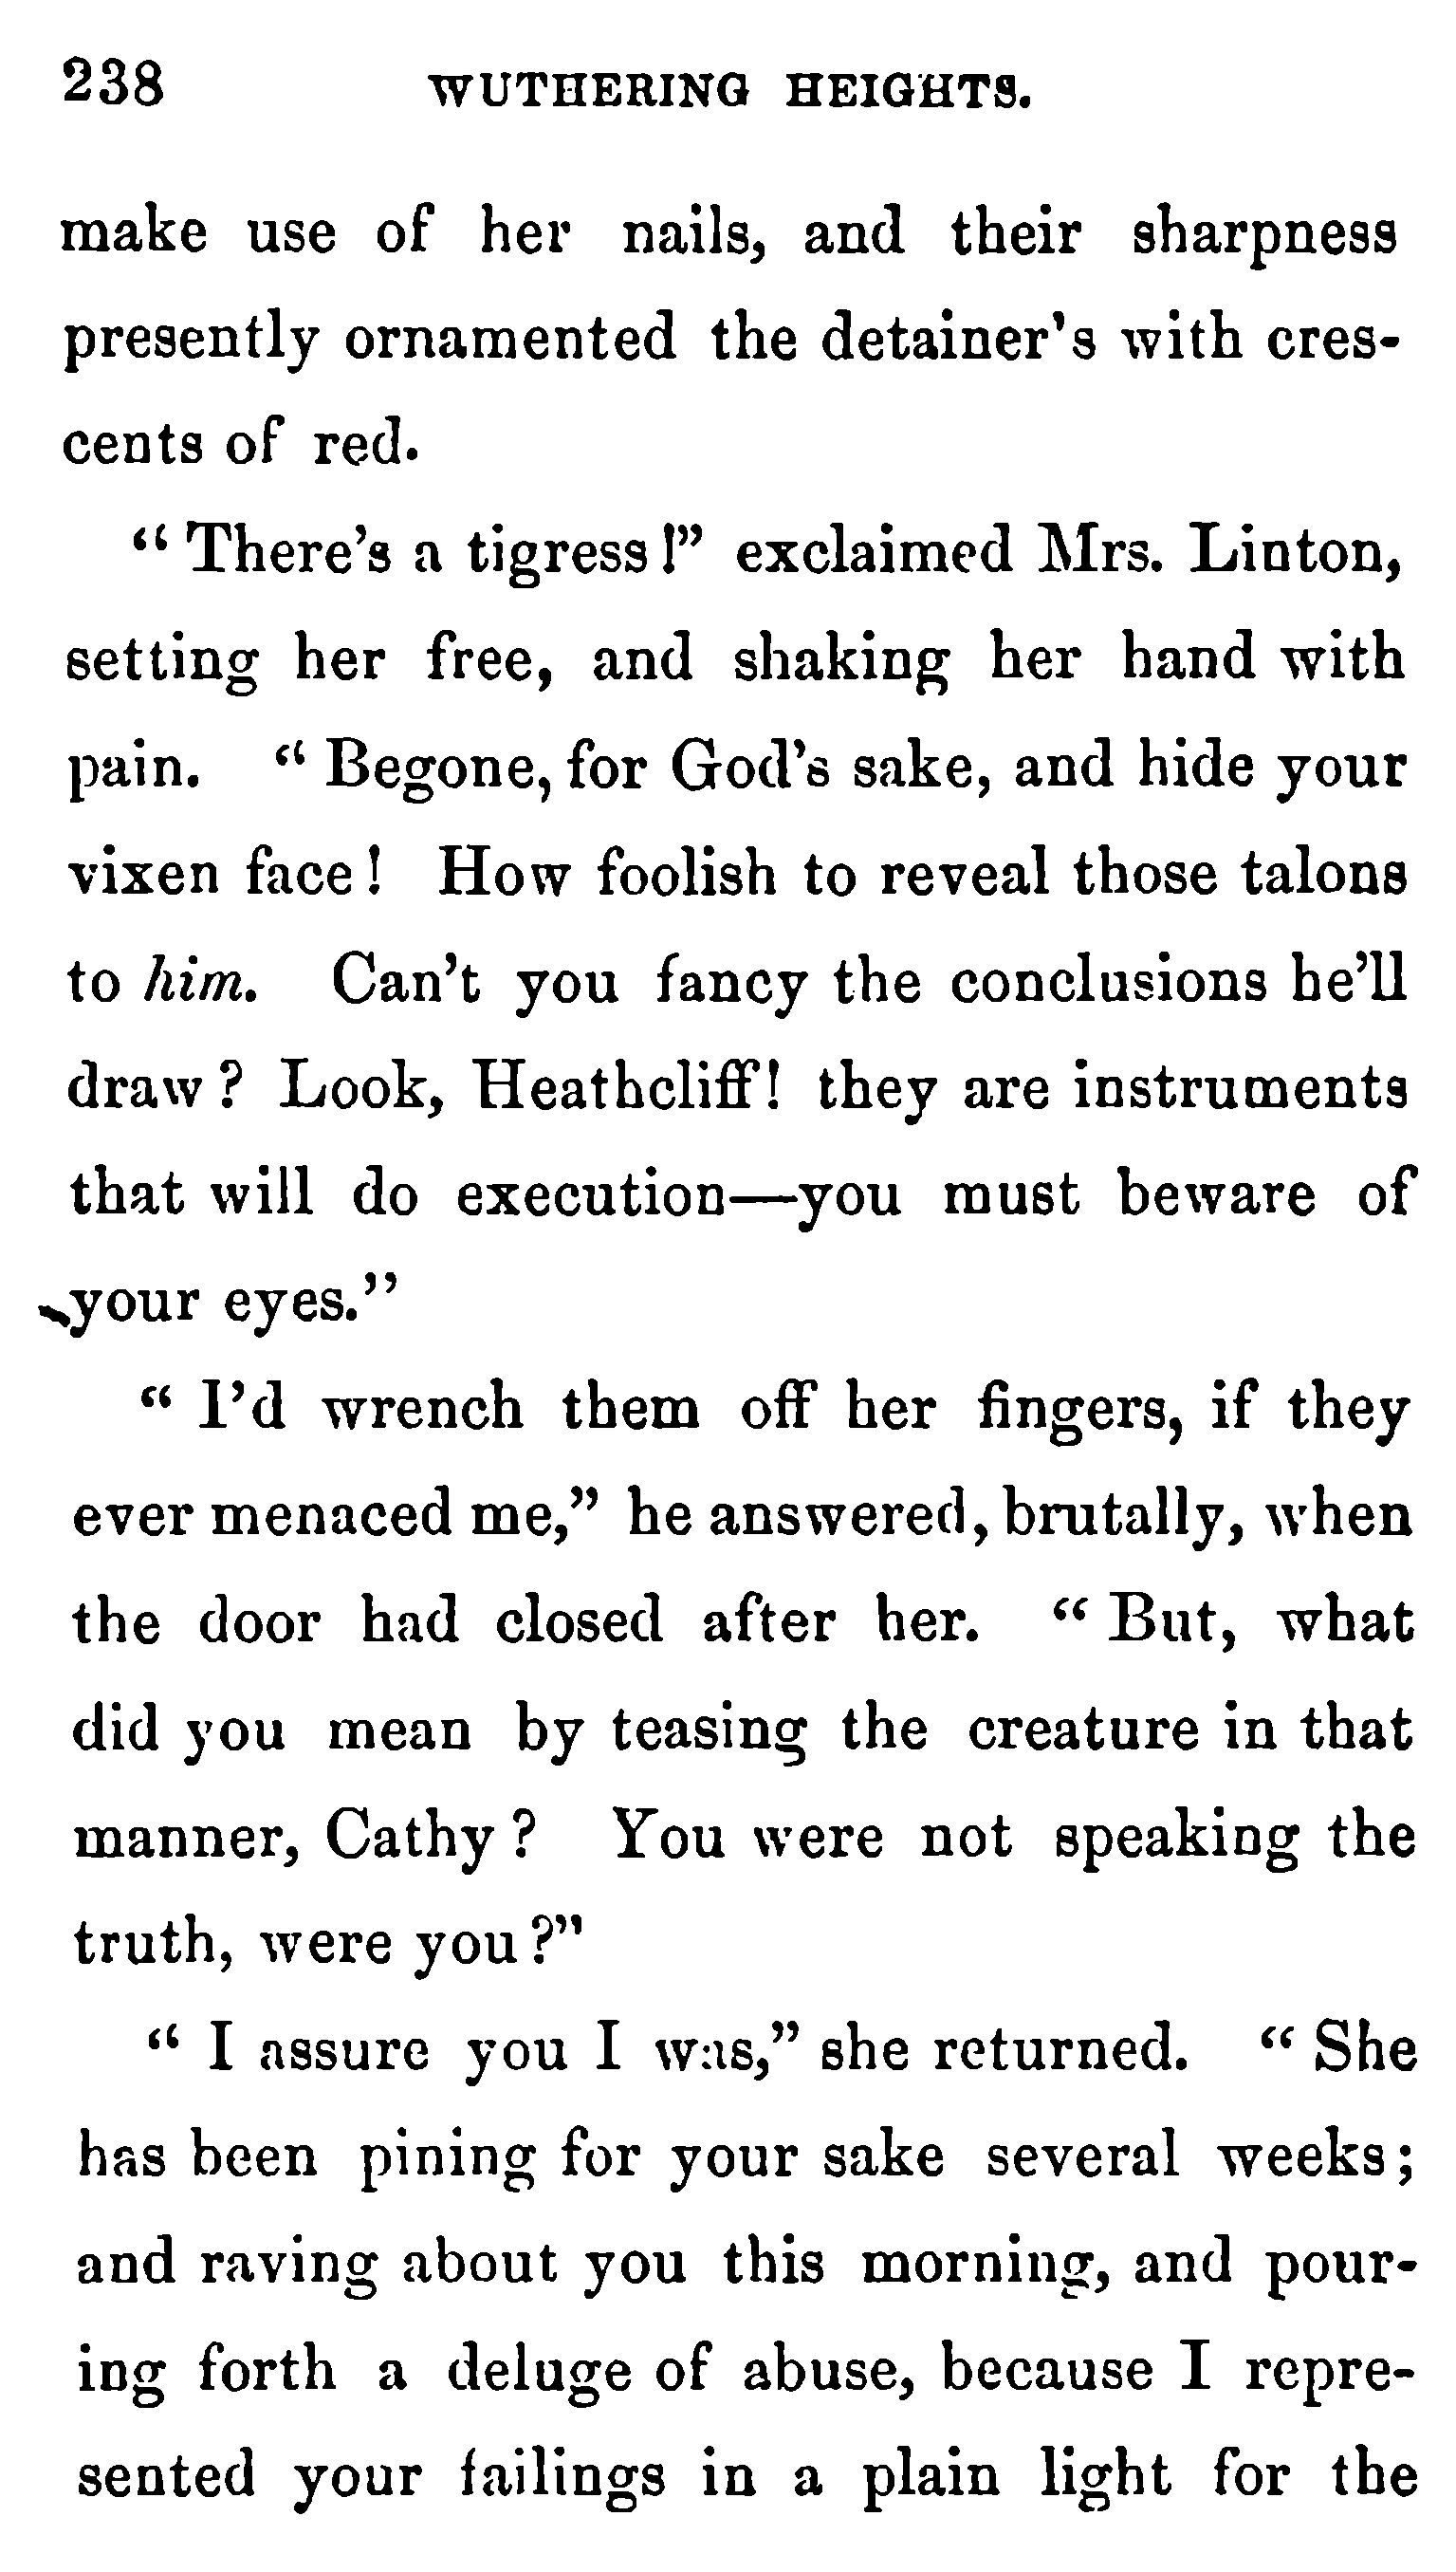 238 WUTHERING HEIGHTS.
make use of her nails, and their sharpness
presently ornamented the detainer's with cres-
cents of red.
“ There's a tigress !” exclaimed Mrs. Linton,
setting her free, and shaking her hand with
pain. “ Begone, for God's sake, and hide your
vixen face ! How foolish to reveal those talons
to him. Can't you fancy the conclusions he'll
draw ? Look, Heathcliff! they are instruments
that will do execution—you must beware of
your eyes.”
“ I'd wrench them off her fingers, if they
ever menaced me,” he answered, brutally, when
the door had closed after her. “ But, what
did you mean by teasing the creature in that
manner, Cathy ? You were not speaking the
truth, were you ?”
“ I assure you I was,” she returned. “ She
has been pining for your sake several weeks ;
and raving about you this morning, and pour-
ing forth a deluge of abuse, because I repre-
sented your failings in a plain light for the